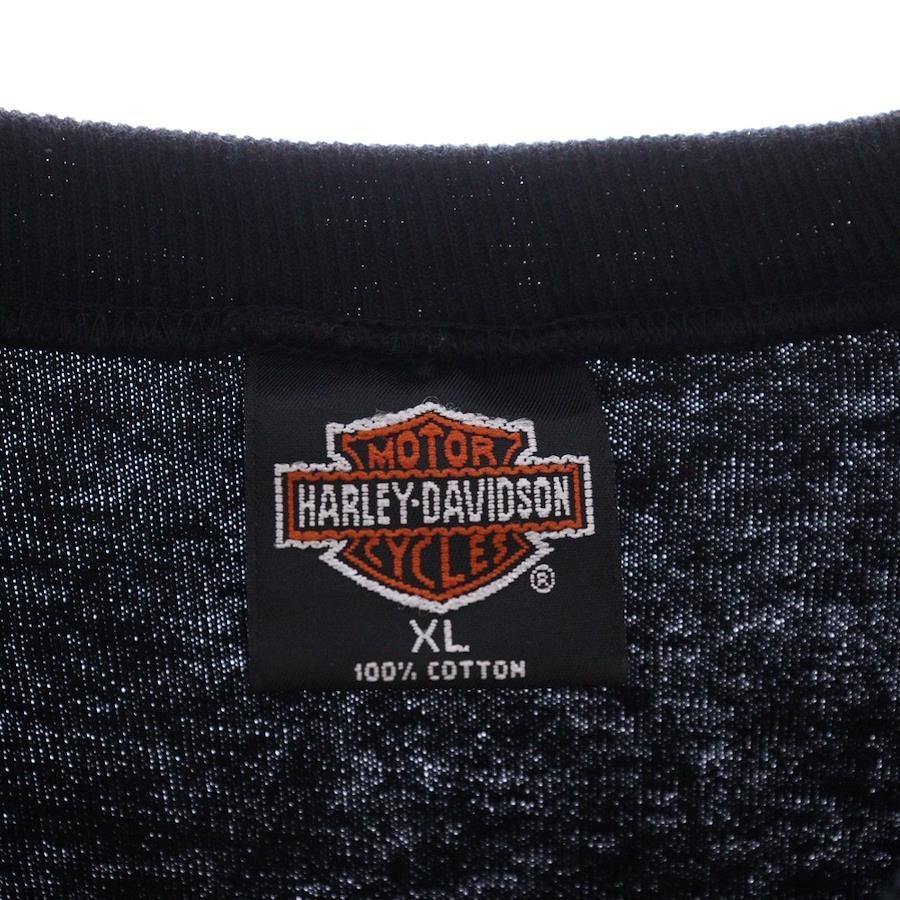 MOTOR
HARLEY-DAVIDSON
CYCLES
®
XL
100% COTTON